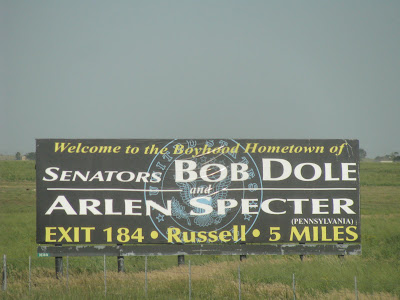 Welcome to the Boyhood Hometown of
SENATORS BOB DOLE
and
ARLEN SPECTER
(PENNSYLVANIA)
EXIT 184 • Russell • 5 MILES